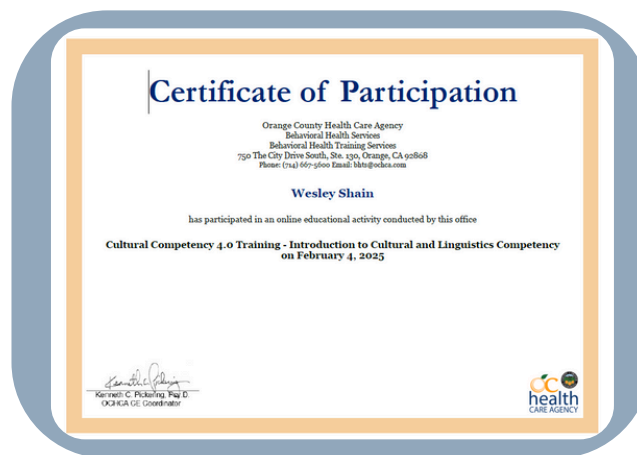 Certificate of Participation
Orange County Health Care Agency
Behavioral Health Services
Behavioral Health Training Services
750 The City Drive South, Ste. 130, Orange, CA 92868
Phone: (714) 667-5600 Email: bhts@ochca.com
Wesley Shain
has participated in an online educational activity conducted by this office
Cultural Competency 4.0 Training - Introduction to Cultural and Linguistics Competency
on February 4, 2025
Kenneth C. Pickering, Psy.D.
OCHCA CE Coordinator
oc
health
CARE AGENCY